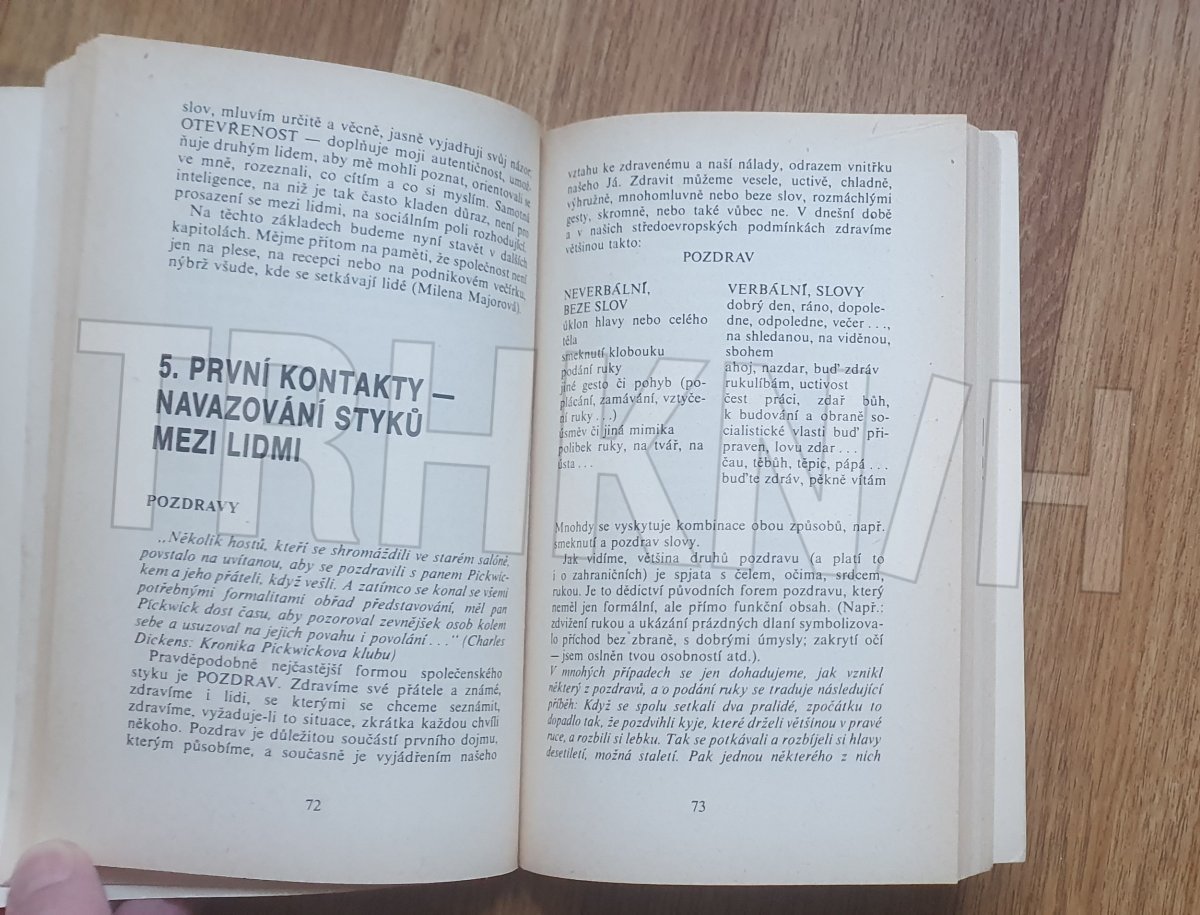 slov, mluvím určitě a věcně, jasně vyjadřuji svůj názor.
OTEVŘENOST — doplňuje moji autentičnost, umož-
ňuje druhým lidem, aby mě mohli poznat, orientovali se
ve mně, rozeznali, co cítím a co si myslím. Samotná
inteligence, na niž je tak často kladen důraz, není pro
prosazení se mezi lidmi, na sociálním poli rozhodující.
Na těchto základech budeme nyní stavět v dalších
kapitolách. Mějme přitom na paměti, že společnost není
jen na plese, na recepci nebo na podnikovém večírku,
nýbrž všude, kde se setkávají lidé (Milena Majorová).
5. PRVNÍ KONTAKTY —
NAVAZOVÁNÍ STYKŮ
MEZI LIDMI
POZDRAVY
„Několik hostů, kteří se shromáždili ve starém salóně,
povstalo na uvítanou, aby se pozdravili s panem Pickwic-
kem a jeho přáteli, když vešli. A zatímco se konal se všemi
potřebnými formalitami obřad představování, měl pan
Pickwick dost času, aby pozoroval zevnějšek osob kolem
sebe a usuzoval na jejich povahu i povolání . . .“ (Charles
Dickens: Kronika Pickwickova klubu)
Pravděpodobně nejčastější formou společenského
styku je POZDRAV. Zdravíme své přátele a známé,
zdravíme i lidi, se kterými se chceme seznámit,
zdravíme, vyžaduje-li to situace, zkrátka každou chvíli
někoho. Pozdrav je důležitou součástí prvního dojmu,
kterým působíme, a současně je vyjádřením našeho
72
vztahu ke zdravenému a naší nálady, odrazem vnitřku
našeho Já. Zdravit můžeme vesele, uctivě, chladně,
výhružně, mnohomluvně nebo beze slov, rozmáchlými
gesty, skromně, nebo také vůbec ne. V dnešní době
a v našich středoevropských podmínkách zdravíme
většinou takto:
POZDRAV
NEVERBÁLNÍ,
BEZE SLOV
úklon hlavy nebo celého
těla
smeknutí klobouku
podání ruky
jiné gesto či pohyb (po-
plácání, zamávání, vztyče-
ní ruky . . .)
úsměv či jiná mimika
polibek ruky, na tvář, na
ústa . . .
VERBÁLNÍ, SLOVY
dobrý den, ráno, dopole-
dne, odpoledne, večer . . .,
na shledanou, na viděnou,
sbohem
ahoj, nazdar, buď zdráv
rukulíbám, uctivost
čest práci, zdař bůh,
k budování a obraně so-
cialistické vlasti buď při-
praven, lovu zdar . . .
čau, těbůh, těpic, pápá . . .
buďte zdráv, pěkně vítám
Mnohdy se vyskytuje kombinace obou způsobů, např.
smeknutí a pozdrav slovy.
Jak vidíme, většina druhů pozdravu (a platí to
i o zahraničních) je spjata s čelem, očima, srdcem,
rukou. Je to dědictví původních forem pozdravu, který
neměl jen formální, ale přímo funkční obsah. (Např.:
zdvižení rukou a ukázání prázdných dlaní symbolizova-
lo příchod bez zbraně, s dobrými úmysly; zakrytí očí
— jsem oslněn tvou osobností atd.).
V mnohých případech se jen dohadujeme, jak vznikl
některý z pozdravů, a o podání ruky se traduje následující
příběh: Když se spolu setkali dva pralidé, zpočátku to
dopadlo tak, že pozdvihli kyje, které drželi většinou v pravé
ruce, a rozbili si lebku. Tak se potkávali a rozbíjeli si hlavy
desetiletí, možná staletí. Pak jednou některého z nich
73
TRHKNIH